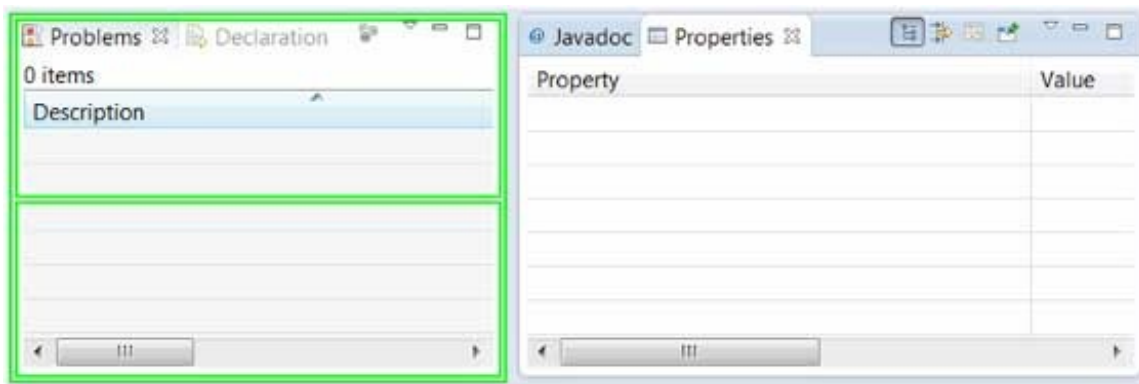 Problems Declaration
0 items
Description
@ Javadoc Properties
Property Value